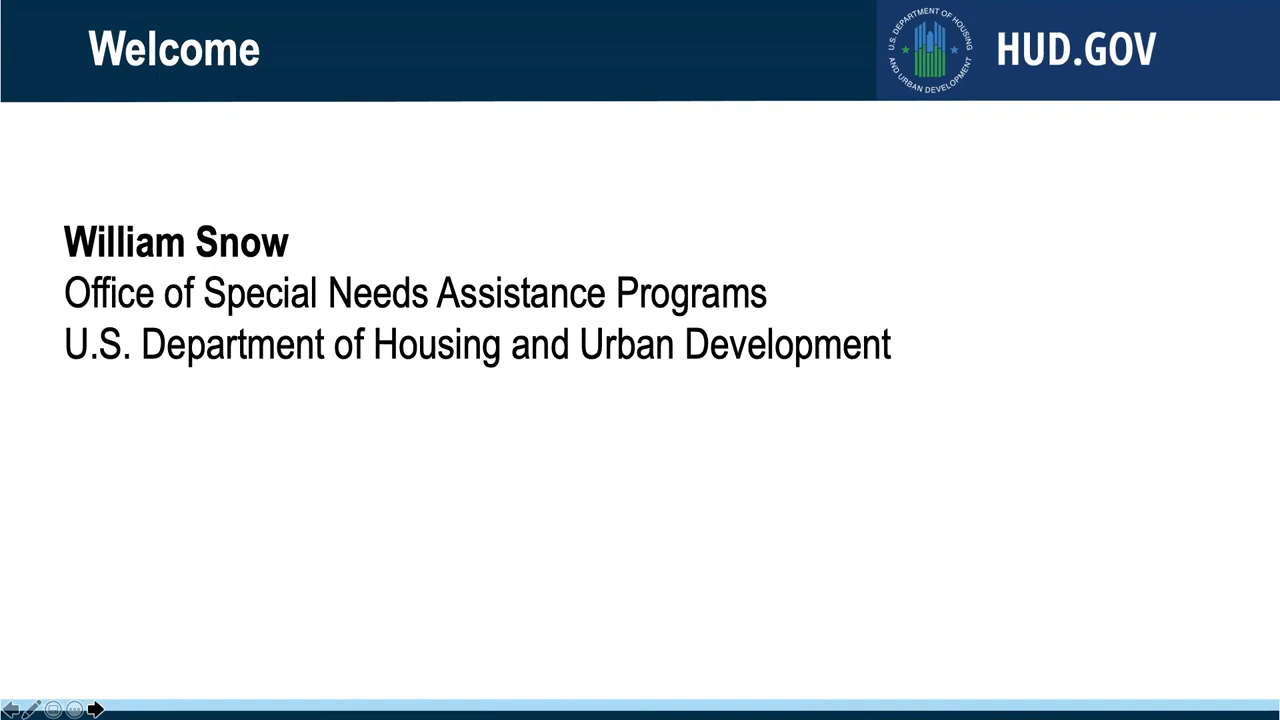 Welcome
U.S. DEPARTMENT OF HOUSING
AND URBAN DEVELOPMENT
HUD.GOV
William Snow
Office of Special Needs Assistance Programs
U.S. Department of Housing and Urban Development